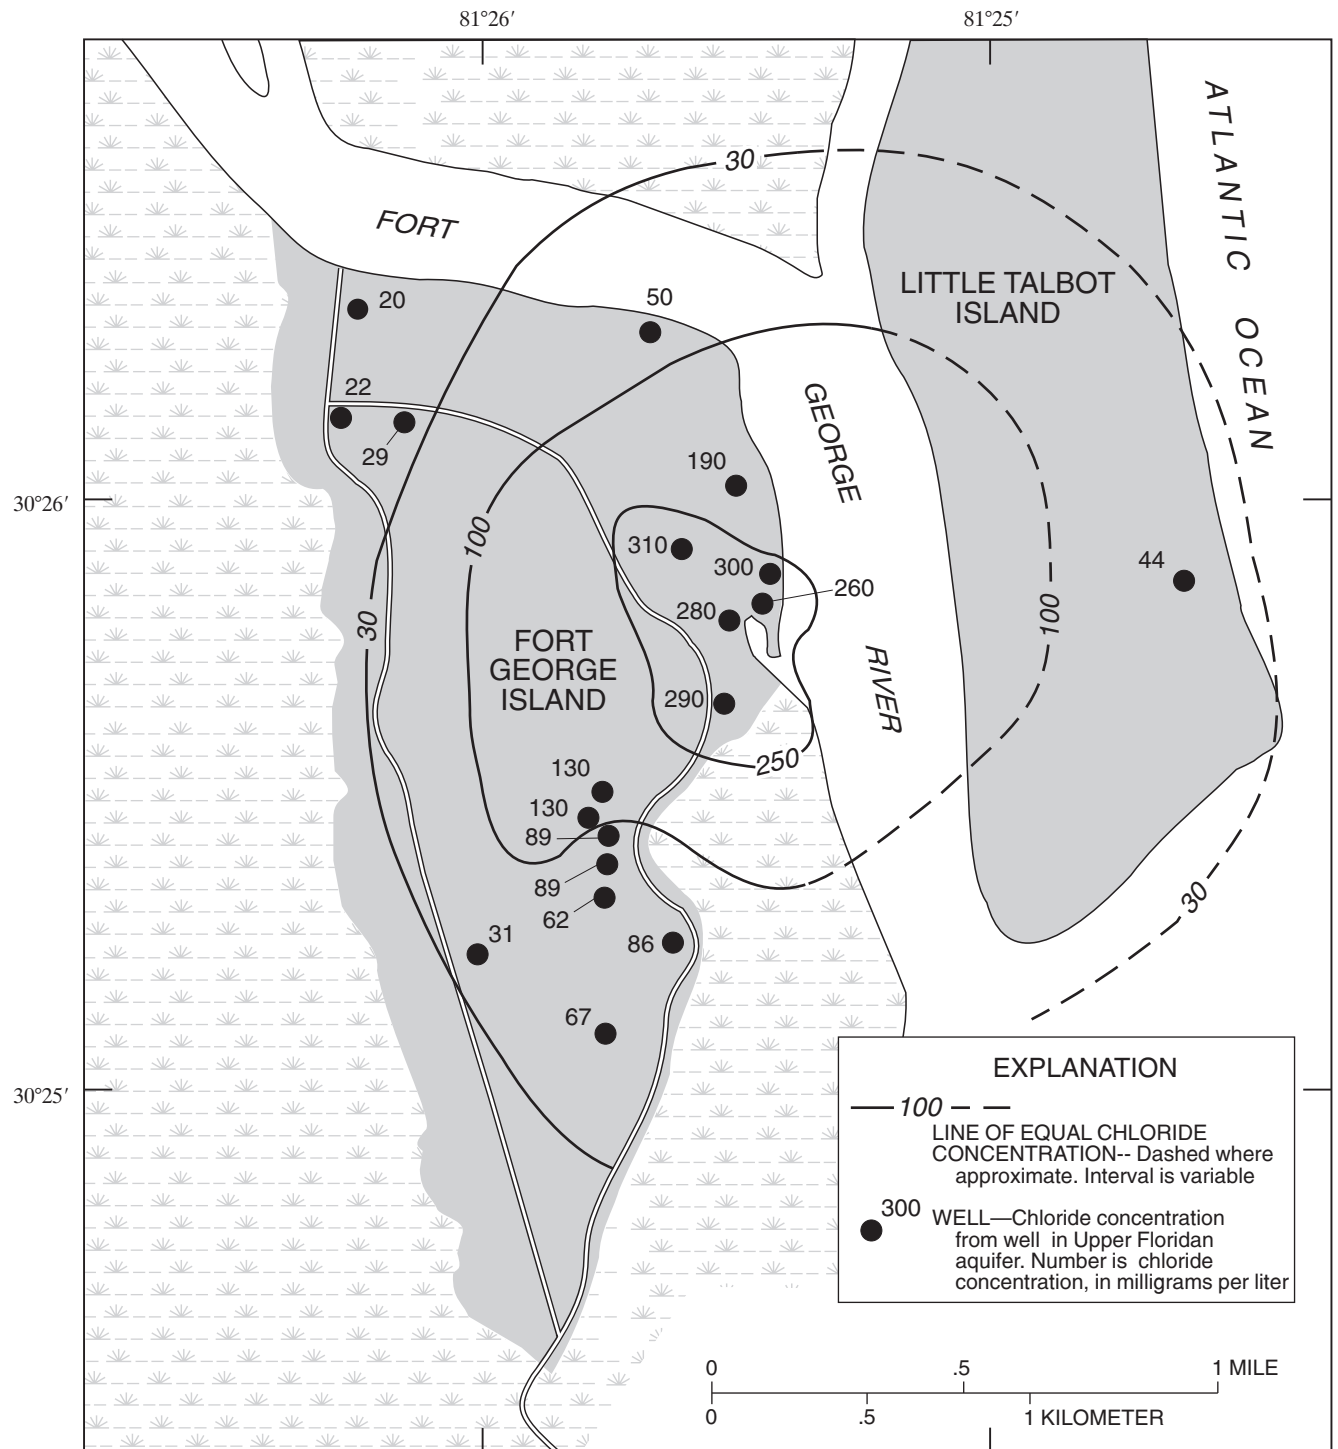 81°26′
81°25′
30
ATLANTIC
FORT
LITTLE TALBOT
ISLAND
20
50
OCEAN
22
GEORGE
29
190
30°26′
100
310
300
44
260
280
100
30
FORT
GEORGE
ISLAND
RIVER
290
250
130
130
89
89
30
62
31
86
67
30°25′
EXPLANATION
100
LINE OF EQUAL CHLORIDE
CONCENTRATION-- Dashed where
approximate. Interval is variable
300
WELL—Chloride concentration
from well in Upper Floridan
aquifer. Number is chloride
concentration, in milligrams per liter
0 .5 1 MILE
0 .5 1 KILOMETER